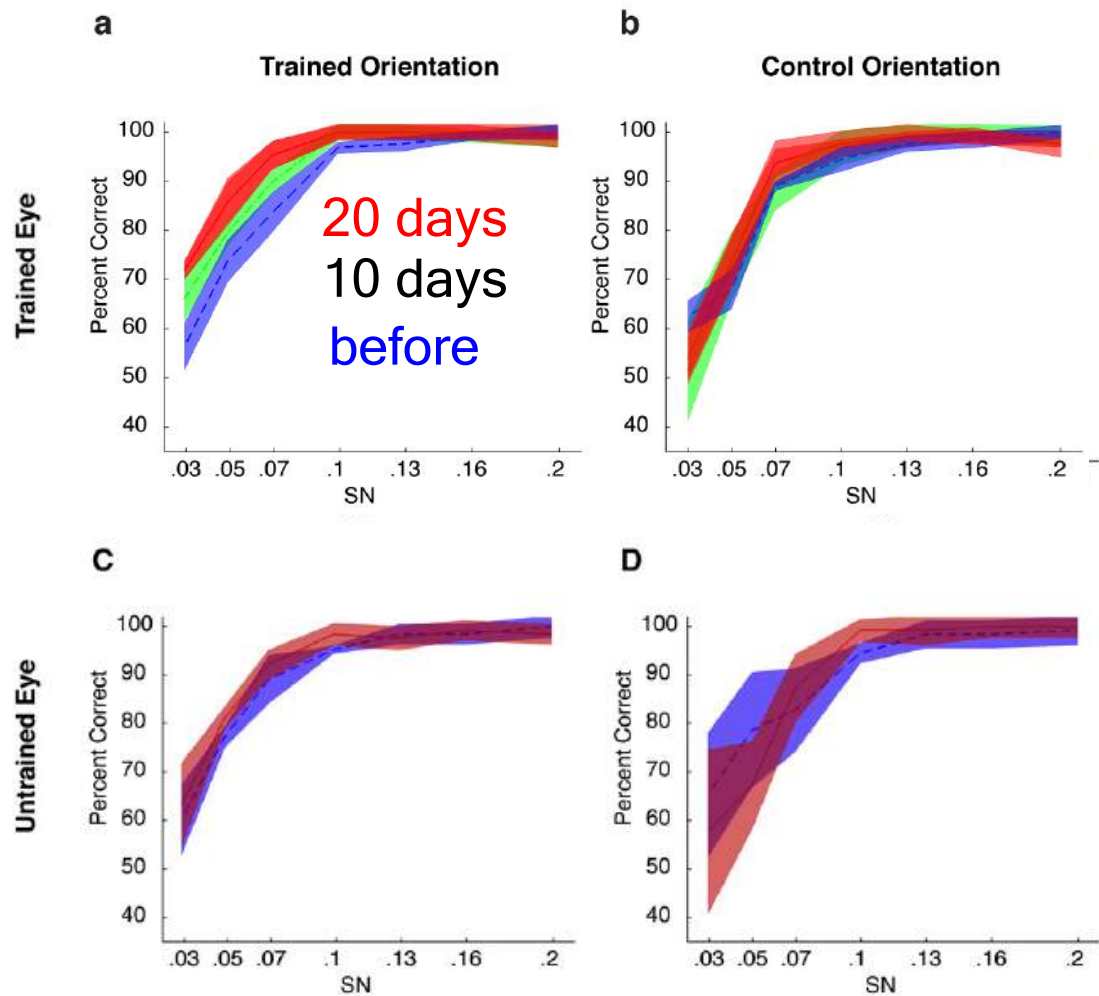 a
b
Trained Orientation
Control Orientation
Trained Eye
Percent Correct
100
90
80
70
60
50
40
20 days
10 days
before
.03 .05 .07 .1 .13 .16 .2
SN
Percent Correct
100
90
80
70
60
50
40
.03 .05 .07 .1 .13 .16 .2
SN
C
D
Untrained Eye
Percent Correct
100
90
80
70
60
50
40
.03 .05 .07 .1 .13 .16 .2
SN
Percent Correct
100
90
80
70
60
50
40
.03 .05 .07 .1 .13 .16 .2
SN